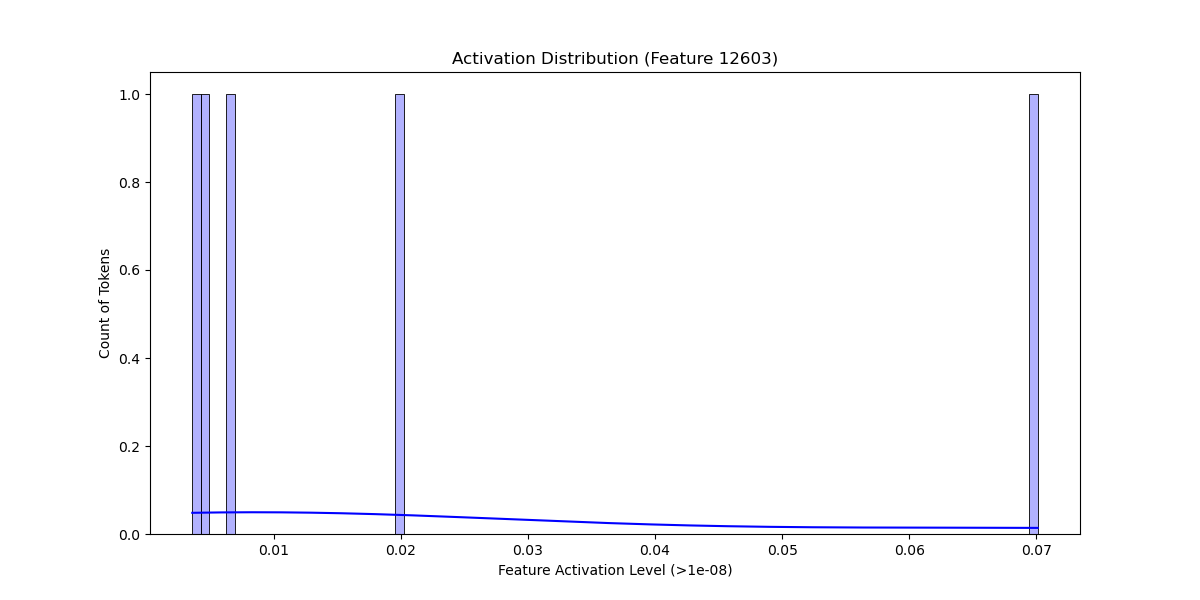 Activation Distribution (Feature 12603)
Count of Tokens
1.0
0.8
0.6
0.4
0.2
0.0
0.01 0.02 0.03 0.04 0.05 0.06 0.07
Feature Activation Level (>1e-08)